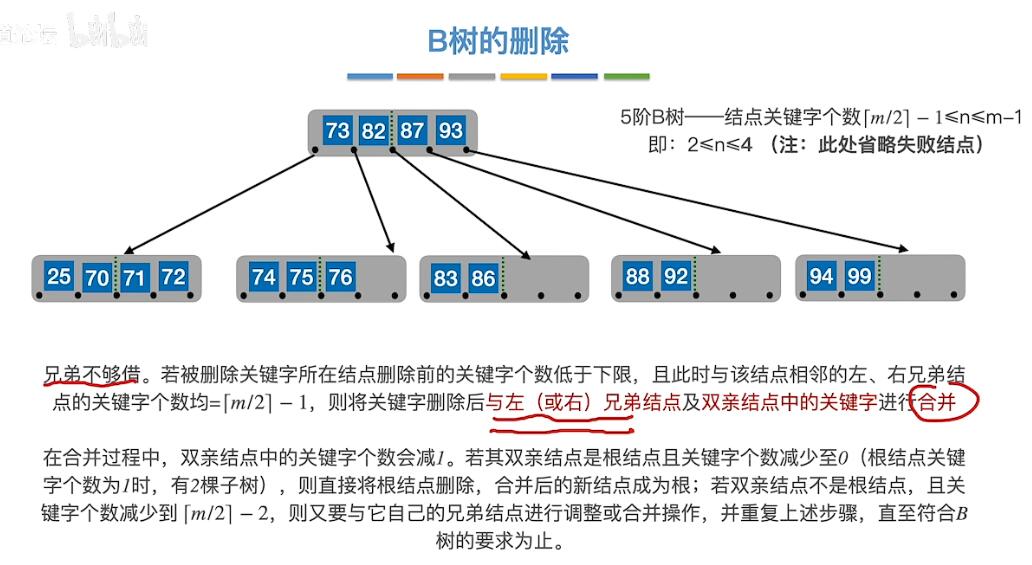 B树的删除
5阶B树——结点关键字个数⌈m/2⌉ − 1≤n≤m-1
即：2≤n≤4 （注：此处省略失败结点）
73 82 87 93
25 70 71 72 74 75 76 83 86 88 92 94 99
兄弟不够借。若被删除关键字所在结点删除前的关键字个数低于下限，且此时与该结点相邻的左、右兄弟结
点的关键字个数均=⌈m/2⌉ − 1，则将关键字删除后与左（或右）兄弟结点及双亲结点中的关键字进行合并
在合并过程中，双亲结点中的关键字个数会减1。若其双亲结点是根结点且关键字个数减少至0（根结点关键
字个数为1时，有2棵子树），则直接将根结点删除，合并后的新结点成为根；若双亲结点不是根结点，且关
键字个数减少到 ⌈m/2⌉ − 2，则又要与它自己的兄弟结点进行调整或合并操作，并重复上述步骤，直至符合B
树的要求为止。